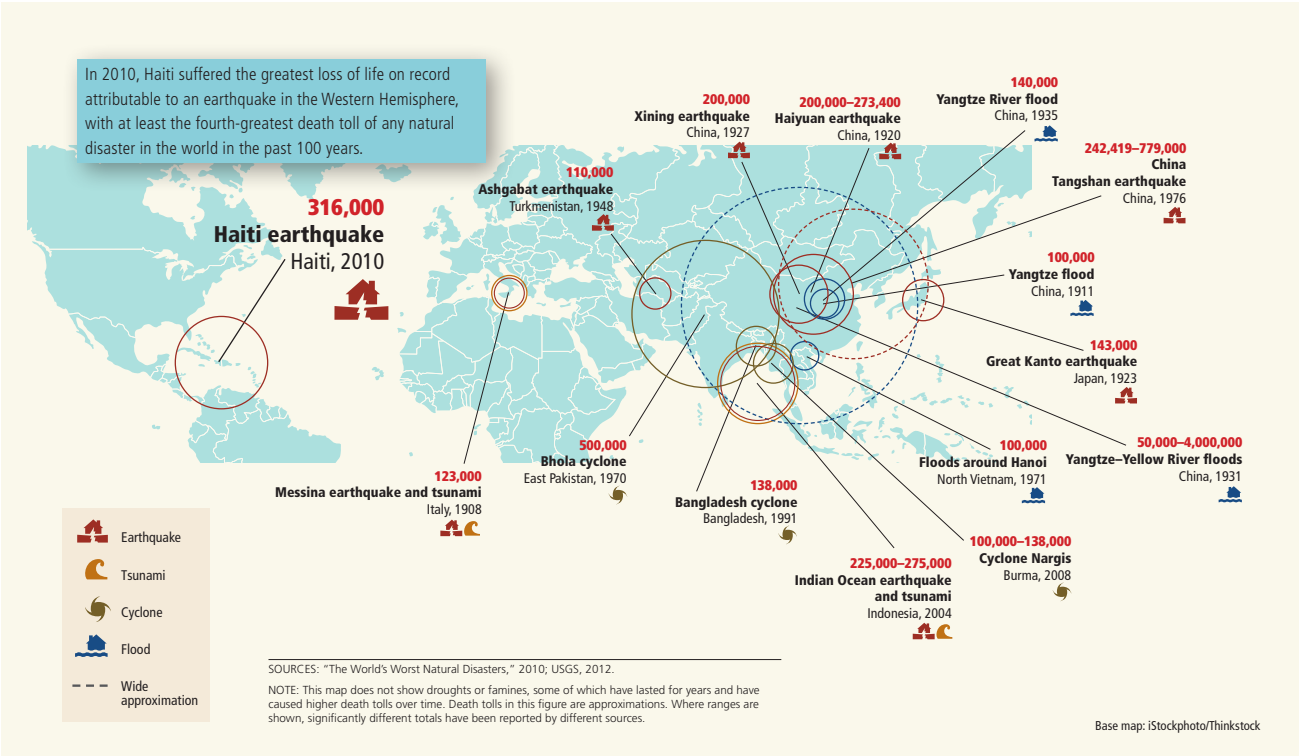 In 2010, Haiti suffered the greatest loss of life on record
attributable to an earthquake in the Western Hemisphere,
with at least the fourth-greatest death toll of any natural
disaster in the world in the past 100 years.
316,000
Haiti earthquake
Haiti, 2010
110,000
Ashgabat earthquake
Turkmenistan, 1948
200,000
Xining earthquake
China, 1927
200,000–273,400
Haiyuan earthquake
China, 1920
140,000
Yangtze River flood
China, 1935
242,419–779,000
China
Tangshan earthquake
China, 1976
100,000
Yangtze flood
China, 1911
143,000
Great Kanto earthquake
Japan, 1923
50,000–4,000,000
Yangtze–Yellow River floods
China, 1931
100,000
Floods around Hanoi
North Vietnam, 1971
100,000–138,000
Cyclone Nargis
Burma, 2008
225,000–275,000
Indian Ocean earthquake
and tsunami
Indonesia, 2004
138,000
Bangladesh cyclone
Bangladesh, 1991
500,000
Bhola cyclone
East Pakistan, 1970
123,000
Messina earthquake and tsunami
Italy, 1908
Earthquake
Tsunami
Cyclone
Flood
Wide
approximation
SOURCES: “The World’s Worst Natural Disasters,” 2010; USGS, 2012.
NOTE: This map does not show droughts or famines, some of which have lasted for years and have
caused higher death tolls over time. Death tolls in this figure are approximations. Where ranges are
shown, significantly different totals have been reported by different sources.
Base map: iStockphoto/Thinkstock